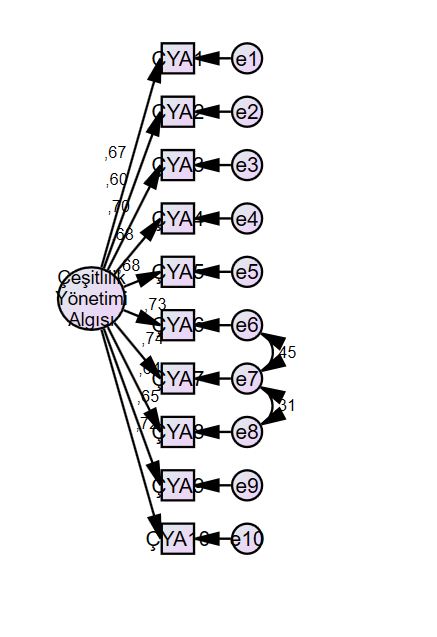 ÇYA1 e1
ÇYA2 e2
,67
ÇYA3 e3
,60
,70
ÇYA4 e4
,68
,68
ÇYA5 e5
Çeşitlilik
Yönetimi
Algısı
,73
ÇYA6 e6
,74
,45
ÇYA7 e7
,65
,31
ÇYA8 e8
ÇYA9 e9
ÇYA10 e10